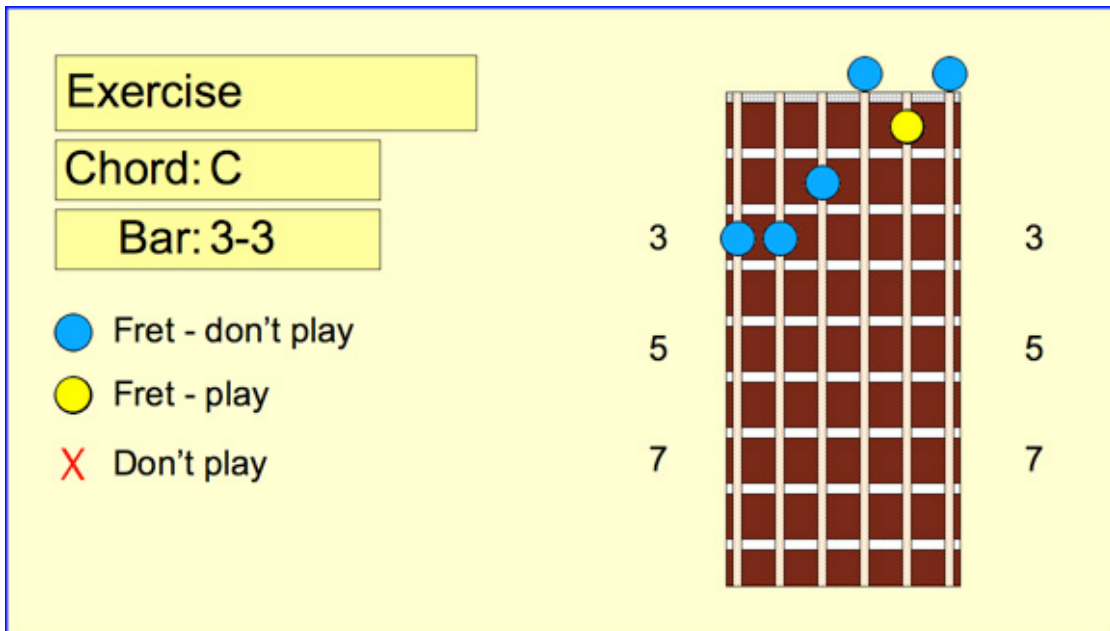 Exercise
Chord: C
Bar: 3-3
Fret - don't play
Fret - play
X Don't play
3 3
5 5
7 7